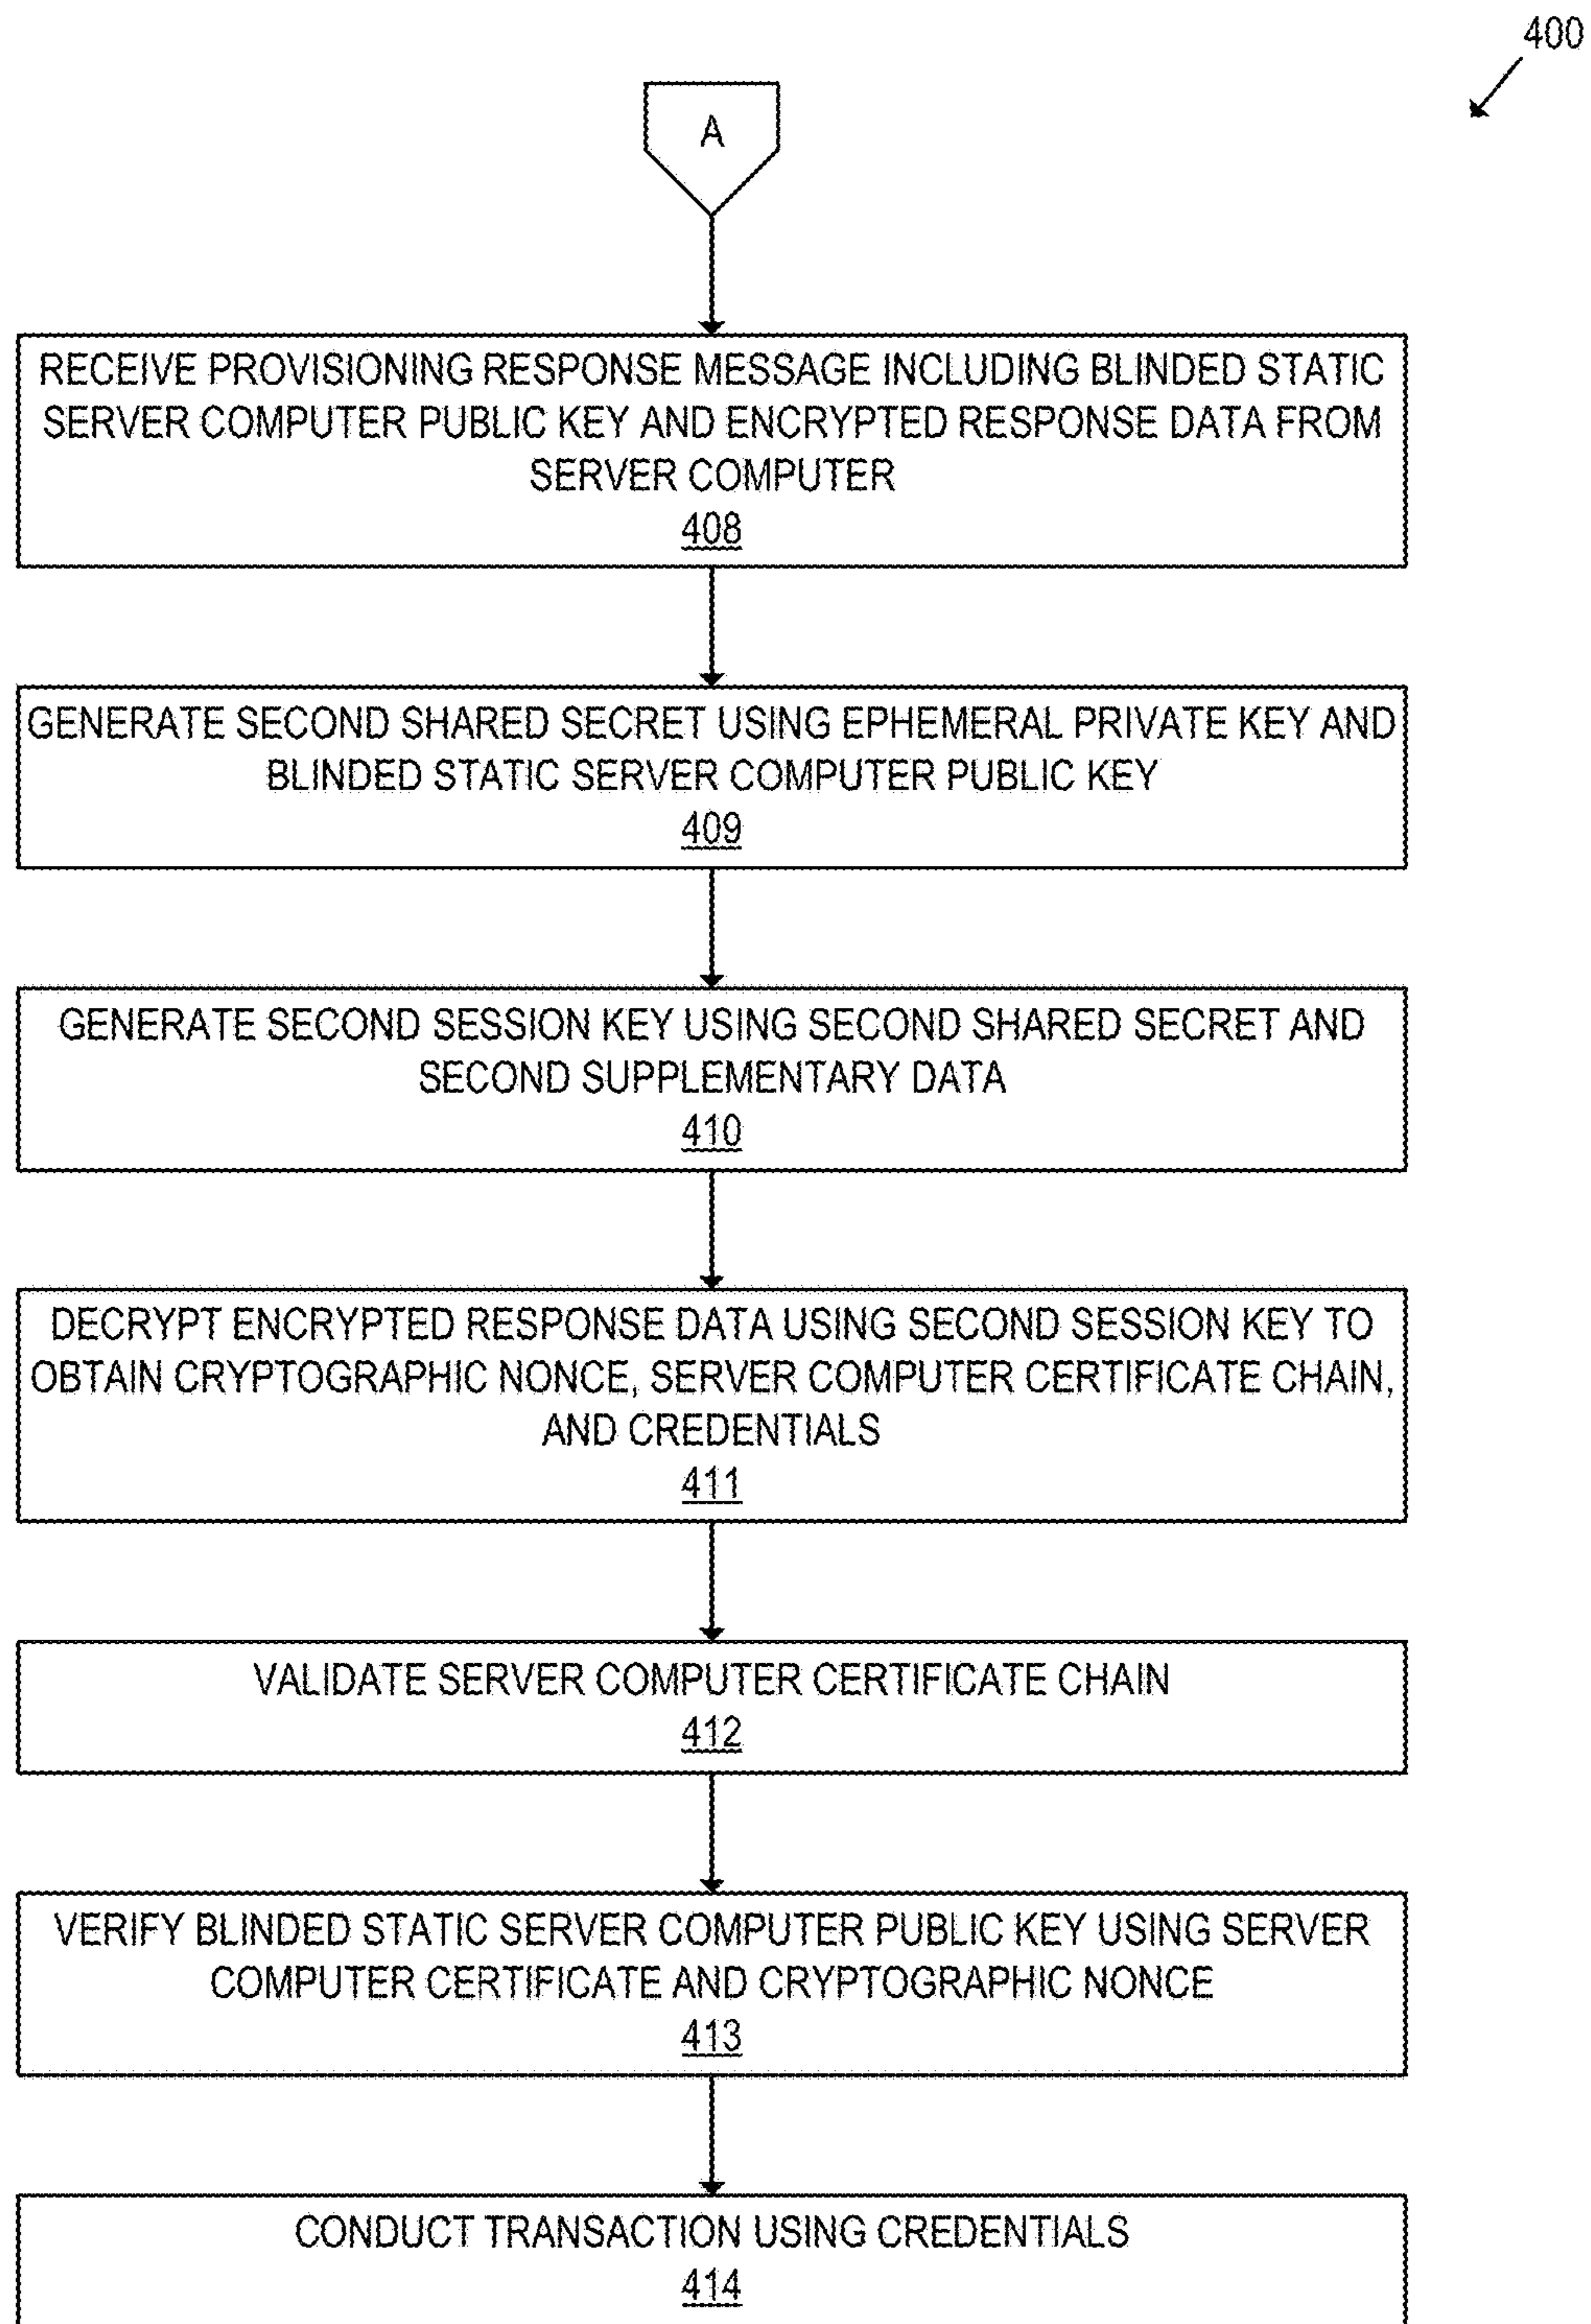 400
A
RECEIVE PROVISIONING RESPONSE MESSAGE INCLUDING BLINDED STATIC
SERVER COMPUTER PUBLIC KEY AND ENCRYPTED RESPONSE DATA FROM
SERVER COMPUTER
408
GENERATE SECOND SHARED SECRET USING EPHEMERAL PRIVATE KEY AND
BLINDED STATIC SERVER COMPUTER PUBLIC KEY
409
GENERATE SECOND SESSION KEY USING SECOND SHARED SECRET AND
SECOND SUPPLEMENTARY DATA
410
DECRYPT ENCRYPTED RESPONSE DATA USING SECOND SESSION KEY TO
OBTAIN CRYPTOGRAPHIC NONCE, SERVER COMPUTER CERTIFICATE CHAIN,
AND CREDENTIALS
411
VALIDATE SERVER COMPUTER CERTIFICATE CHAIN
412
VERIFY BLINDED STATIC SERVER COMPUTER PUBLIC KEY USING SERVER
COMPUTER CERTIFICATE AND CRYPTOGRAPHIC NONCE
413
CONDUCT TRANSACTION USING CREDENTIALS
414